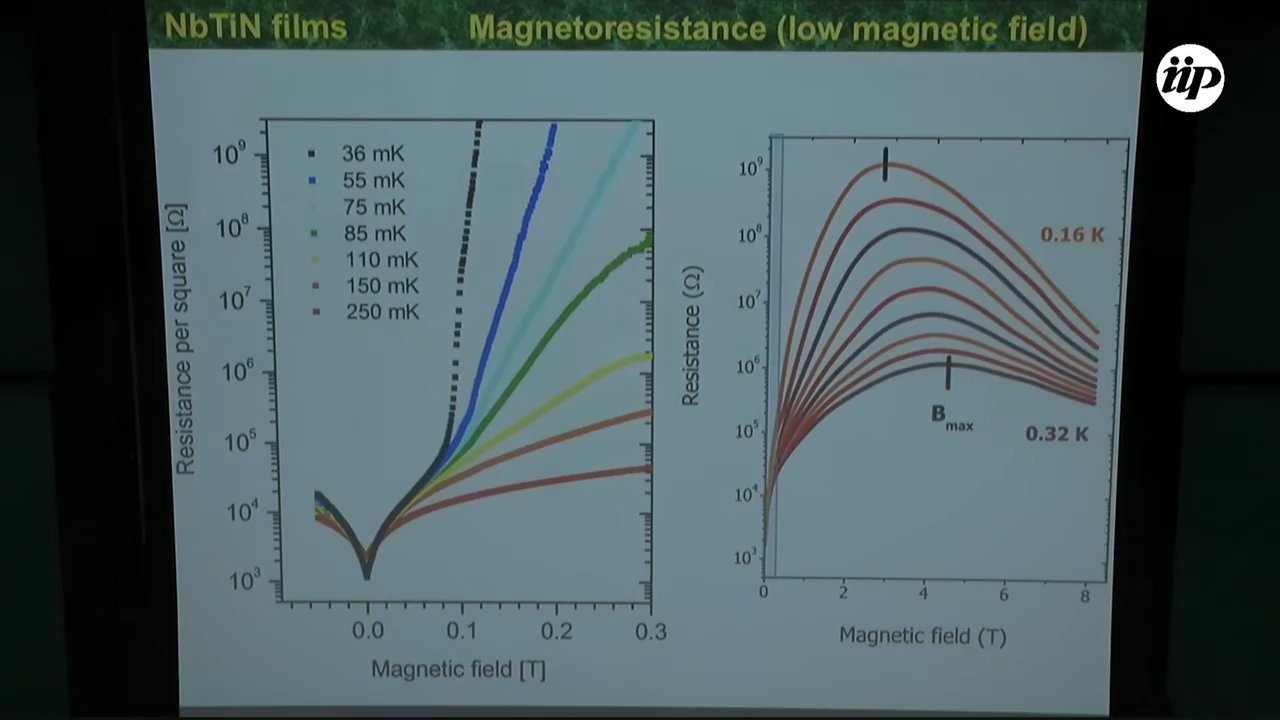 NbTiN films
Magnetoresistance (low magnetic field)
iip
36 mK
55 mK
75 mK
85 mK
110 mK
150 mK
250 mK
10⁹
10⁸
10⁷
10⁶
10⁵
10⁴
10³
Resistance per square [Ω]
0.0
0.1
0.2
0.3
Magnetic field [T]
10⁹
10⁸
10⁷
10⁶
10⁵
10⁴
10³
Resistance (Ω)
0.16 K
B max
0.32 K
0
2
4
6
8
Magnetic field (T)